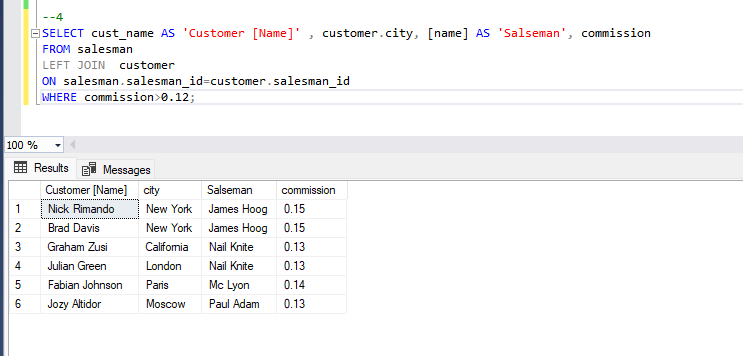 --4
SELECT cust_name AS 'Customer [Name]' , customer.city, [name] AS 'Salseman', commission
FROM salesman
LEFT JOIN  customer
ON salesman.salesman_id=customer.salesman_id
WHERE commission>0.12;
100 %
Results Messages
Customer [Name] city Salseman commission
1 Nick Rimando New York James Hoog 0.15
2 Brad Davis New York James Hoog 0.15
3 Graham Zusi California Nail Knite 0.13
4 Julian Green London Nail Knite 0.13
5 Fabian Johnson Paris Mc Lyon 0.14
6 Jozy Altidor Moscow Paul Adam 0.13